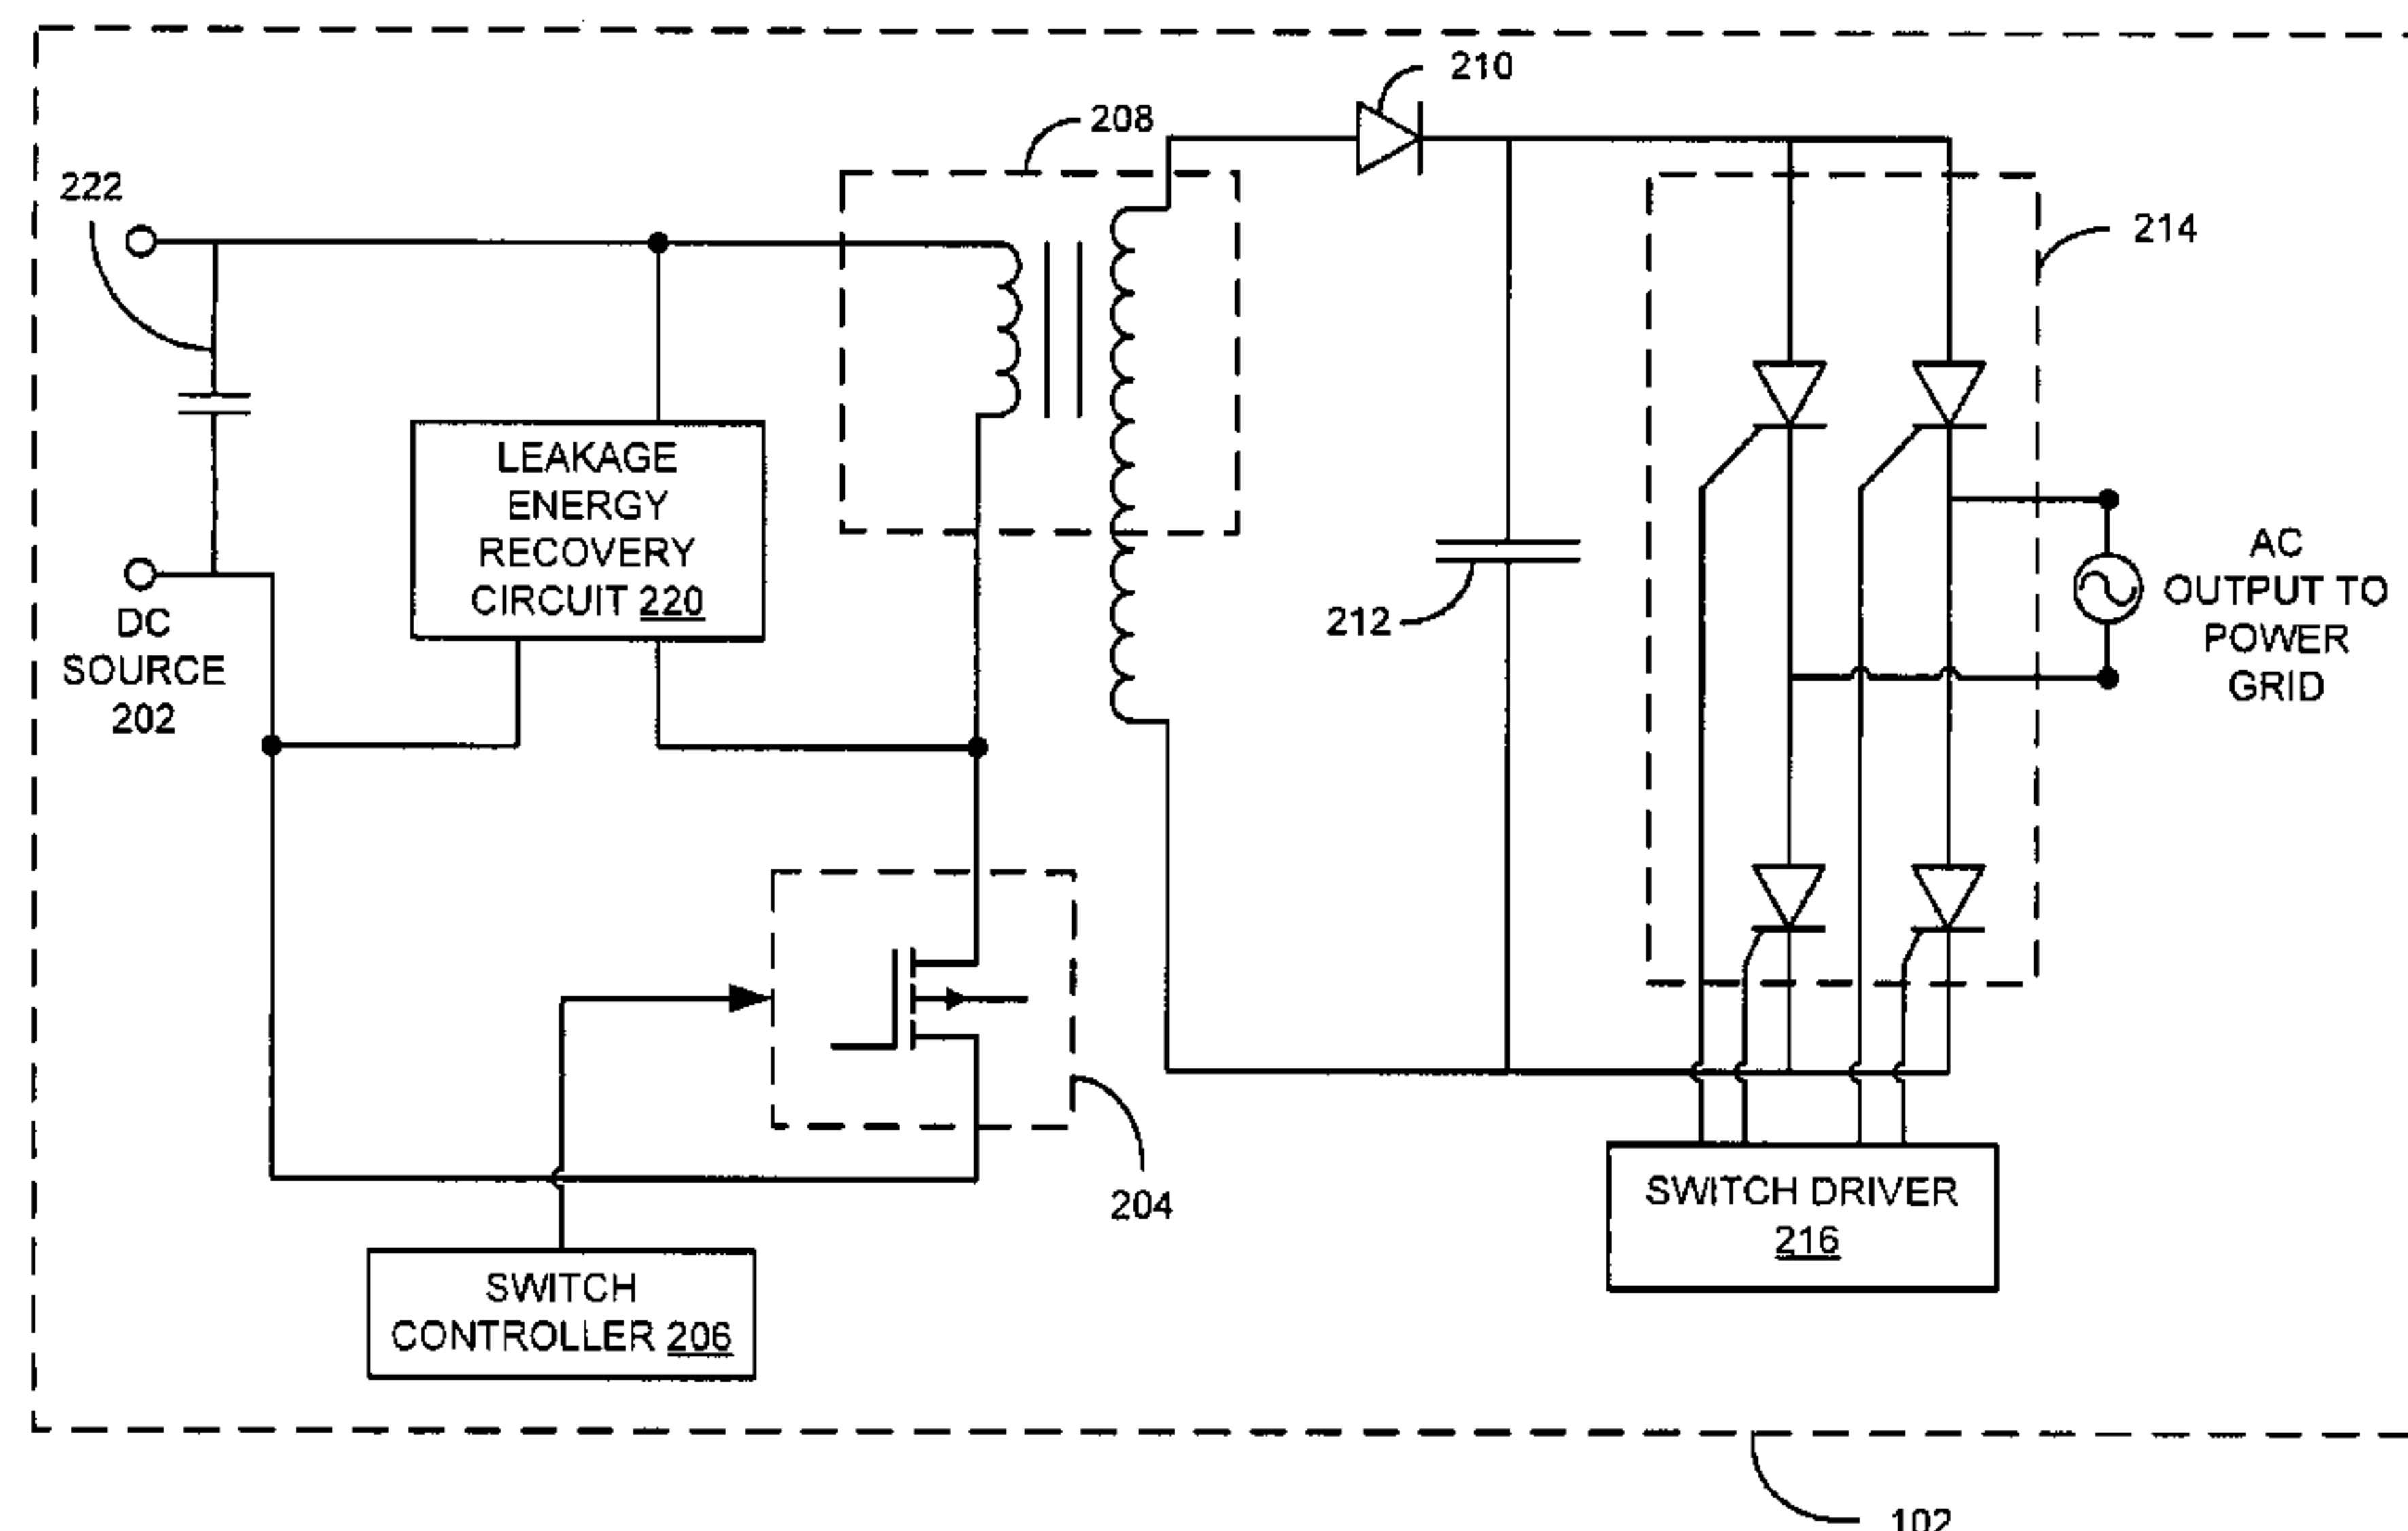 210
208
222
214
LEAKAGE
ENERGY
RECOVERY
CIRCUIT 220
DC
SOURCE
202
212
AC
OUTPUT TO
POWER
GRID
204
SWITCH DRIVER
216
SWITCH
CONTROLLER 206
102